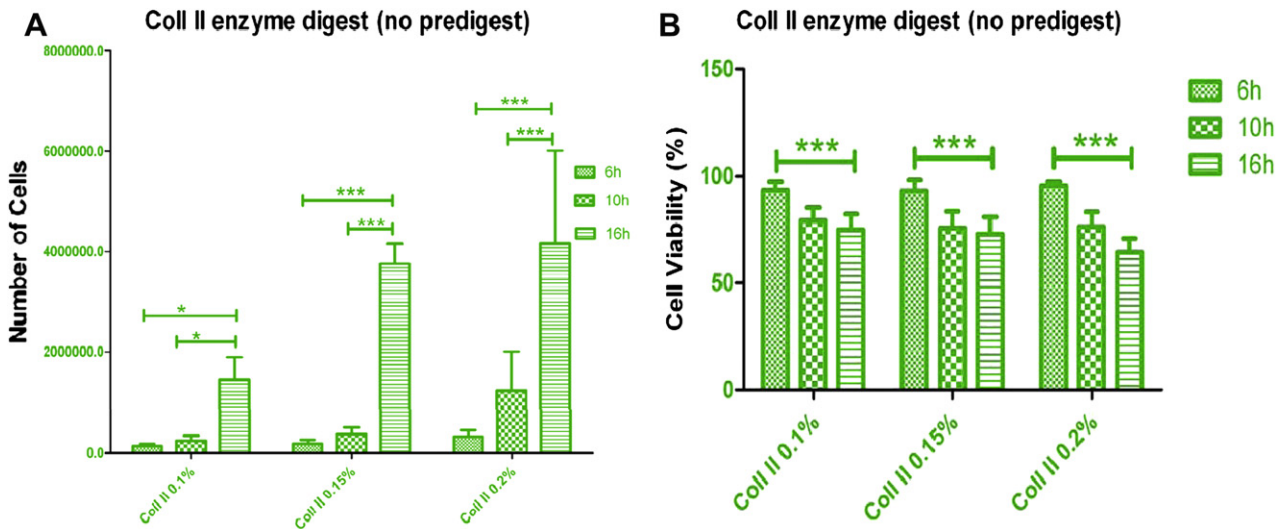 A
Coll II enzyme digest (no predigest)
8000000.0
6000000.0
4000000.0
2000000.0
0.0
Number of Cells
*
*
***
***
***
***
6h
10h
16h
Coll II 0.1%
Coll II 0.15%
Coll II 0.2%
B
Coll II enzyme digest (no predigest)
150
100
50
0
Cell Viability (%)
***
***
***
6h
10h
16h
Coll II 0.1%
Coll II 0.15%
Coll II 0.2%